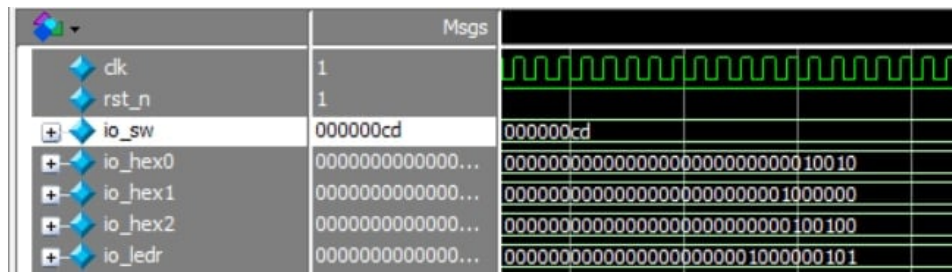 Msgs
clk 1
rst_n 1
io_sw 000000cd 000000cd
io_hex0 0000000000000... 00000000000000000000000000010010
io_hex1 0000000000000... 00000000000000000000000001000000
io_hex2 0000000000000... 00000000000000000000000000100100
io_ledr 0000000000000... 00000000000000000000001000000101